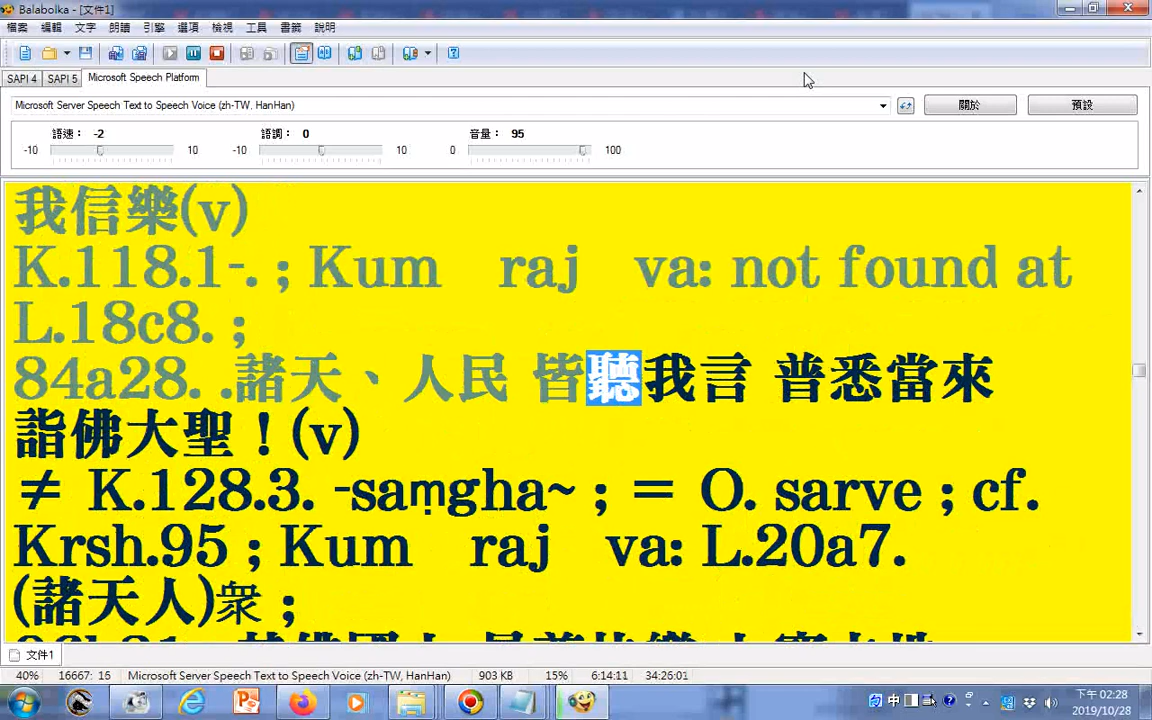 Balabolka - [文件1]
檔案 編輯 文字 朗讀 引擎 選項 檢視 工具 書籤 說明
SAPI 4 SAPI 5 Microsoft Speech Platform
Microsoft Server Speech Text to Speech Voice (zh-TW, HanHan) 關於 預設
語速： -2 語調： 0 音量： 95
-10 10 -10 10 0 100
我信樂(v)
K.118.1-. ; Kum raj va: not found at
L.18c8. ;
84a28. .諸天、人民 皆聽我言 普悉當來
詣佛大聖！(v)
≠ K.128.3. -saṃgha~ ; = O. sarve ; cf.
Krsh.95 ; Kum raj va: L.20a7.
(諸天人)衆 ;
文件1
40% 16667: 15 Microsoft Server Speech Text to Speech Voice (zh-TW, HanHan) 903 KB 15% 6:14:11 34:26:01
中 下午 02:28
2019/10/28